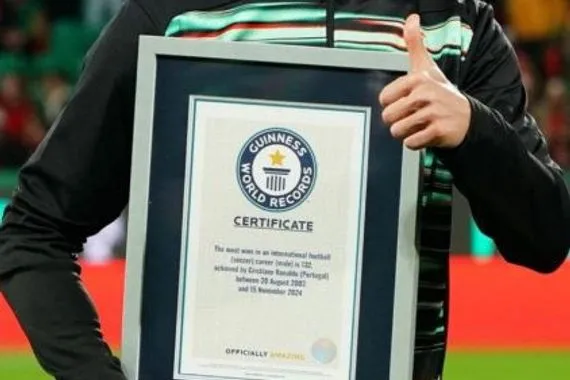 GUINNESS
WORLD RECORDS
CERTIFICATE
The most wins in an international football
(soccer) career (male) is 132,
achieved by Cristiano Ronaldo (Portugal)
between 20 August 2003
and 15 November 2024
OFFICIALLY AMAZING